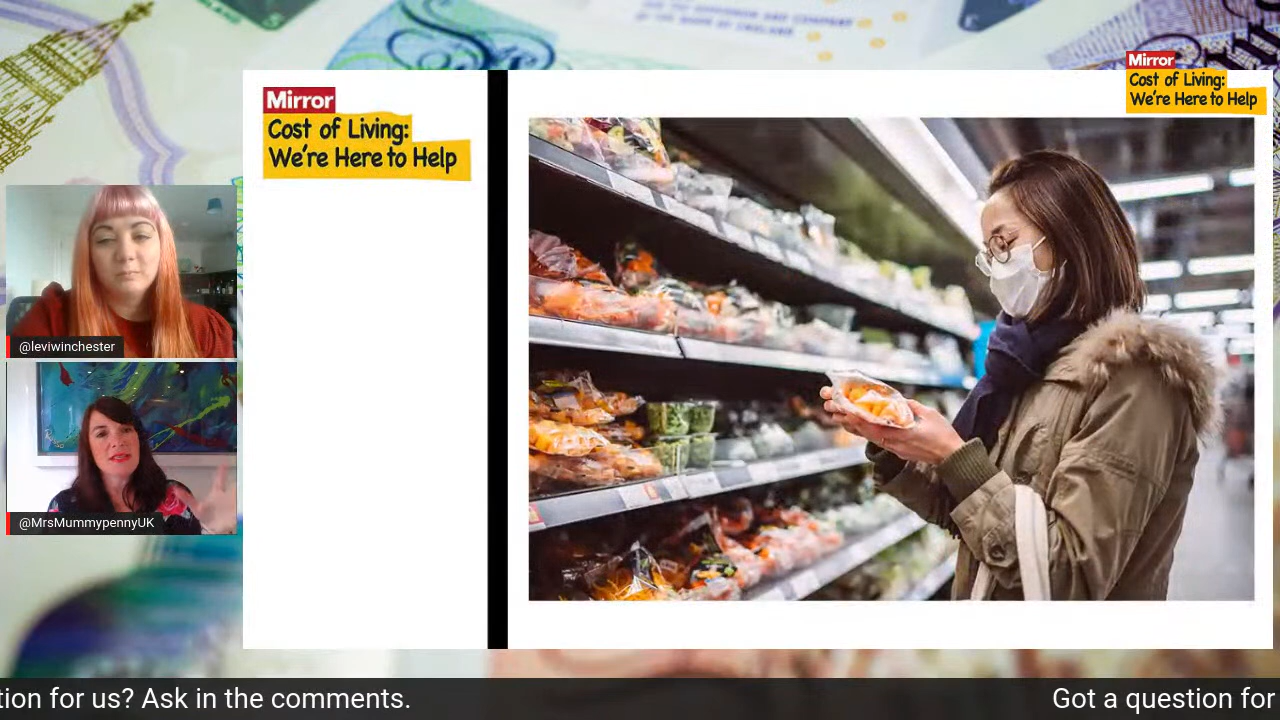 Mirror
Cost of Living:
We're Here to Help
Mirror
Cost of Living:
We're Here to Help
@leviwinchester
@MrsMummypennyUK
tion for us? Ask in the comments.
Got a question for